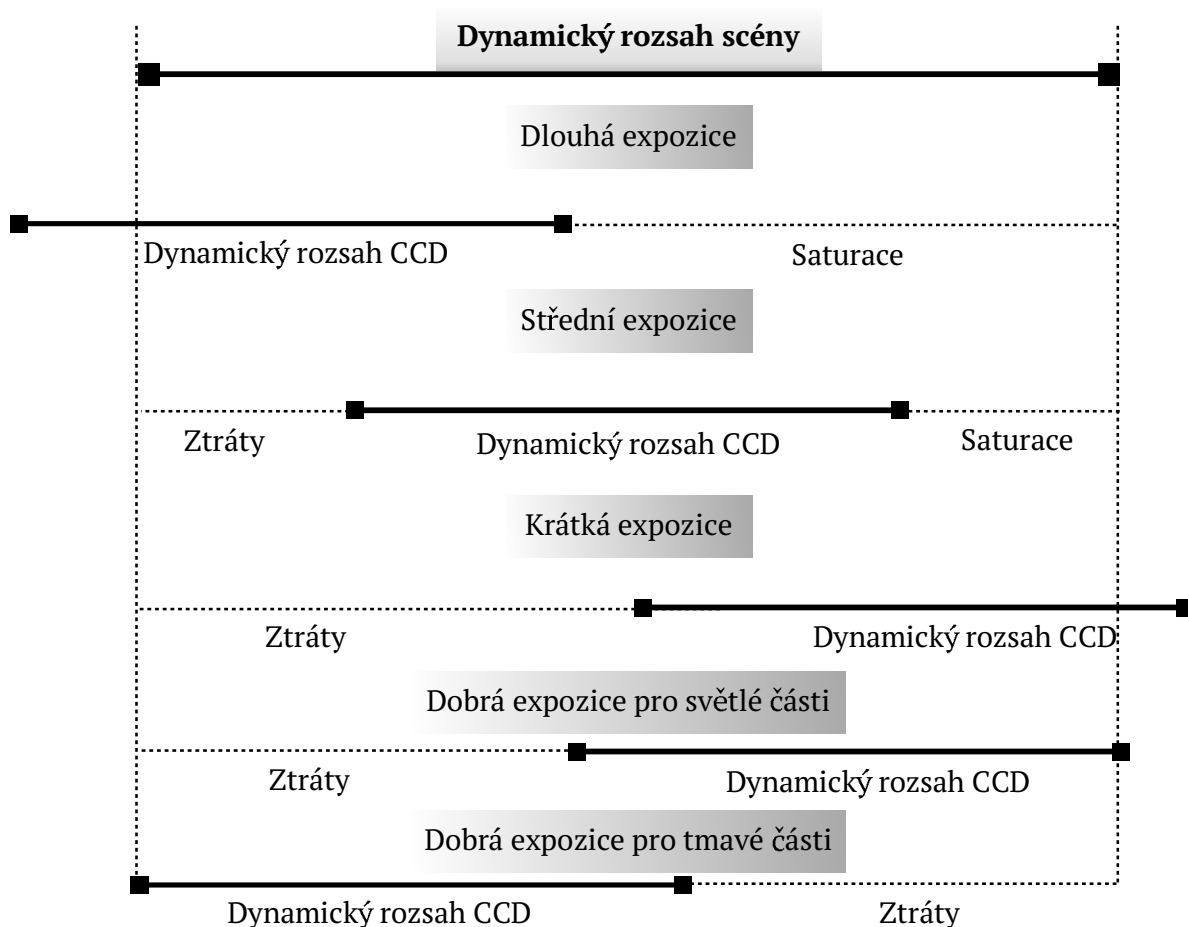 Dynamický rozsah scény
Dlouhá expozice
Dynamický rozsah CCD
Saturace
Střední expozice
Ztráty
Dynamický rozsah CCD
Saturace
Krátká expozice
Ztráty
Dynamický rozsah CCD
Dobrá expozice pro světlé části
Ztráty
Dynamický rozsah CCD
Dobrá expozice pro tmavé části
Dynamický rozsah CCD
Ztráty